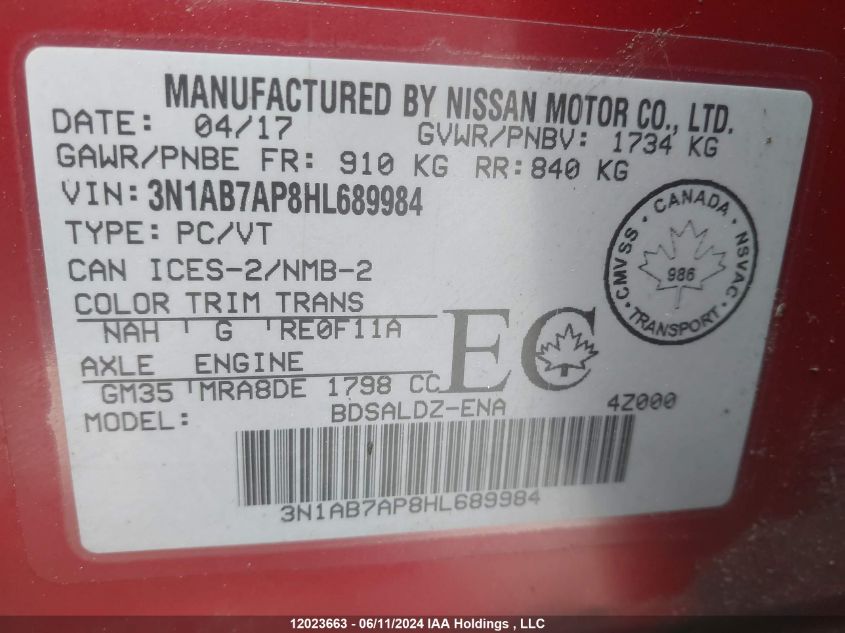 MANUFACTURED BY NISSAN MOTOR CO., LTD.
DATE: 04/17 GVWR/PNBV: 1734 KG
GAWR/PNBE FR: 910 KG RR: 840 KG
VIN: 3N1AB7AP8HL689984
TYPE: PC/VT
CAN ICES-2/NMB-2
CMVSS · CANADA · NSVAC · TRANSPORT ·
986
COLOR TRIM TRANS
NAH G RE0F11A
AXLE ENGINE
GM35 MRA8DE 1798 CC
EC
MODEL: BDSALDZ-ENA 4Z000
3N1AB7AP8HL689984
12023663 - 06/11/2024 IAA Holdings , LLC